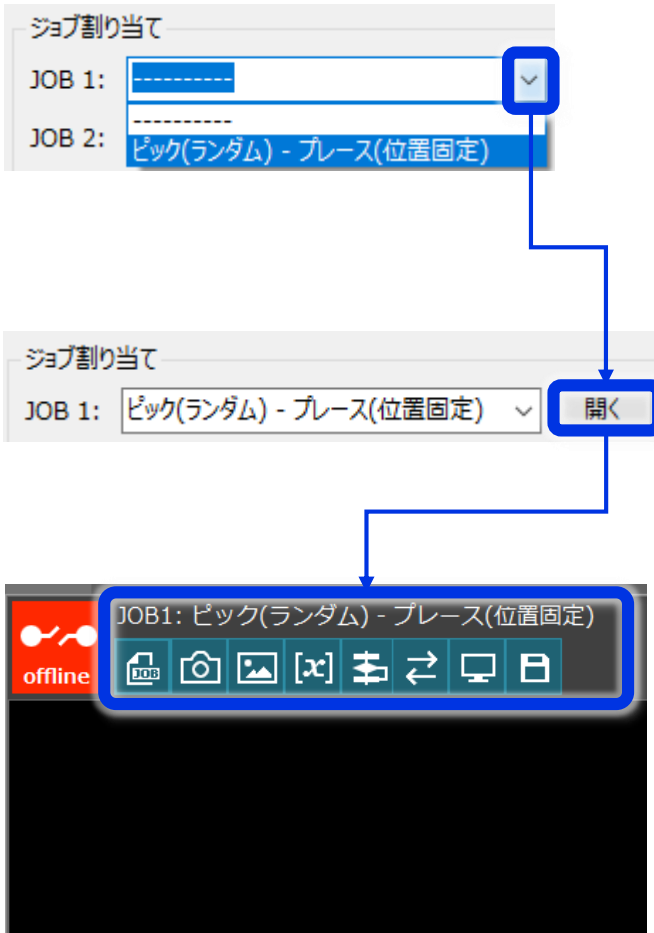 ジョブ割り当て
JOB 1: ----------
----------
JOB 2: ピック(ランダム) - プレース(位置固定)
ジョブ割り当て
JOB 1: ピック(ランダム) - プレース(位置固定) 開く
JOB1: ピック(ランダム) - プレース(位置固定)
offline JOB [x]